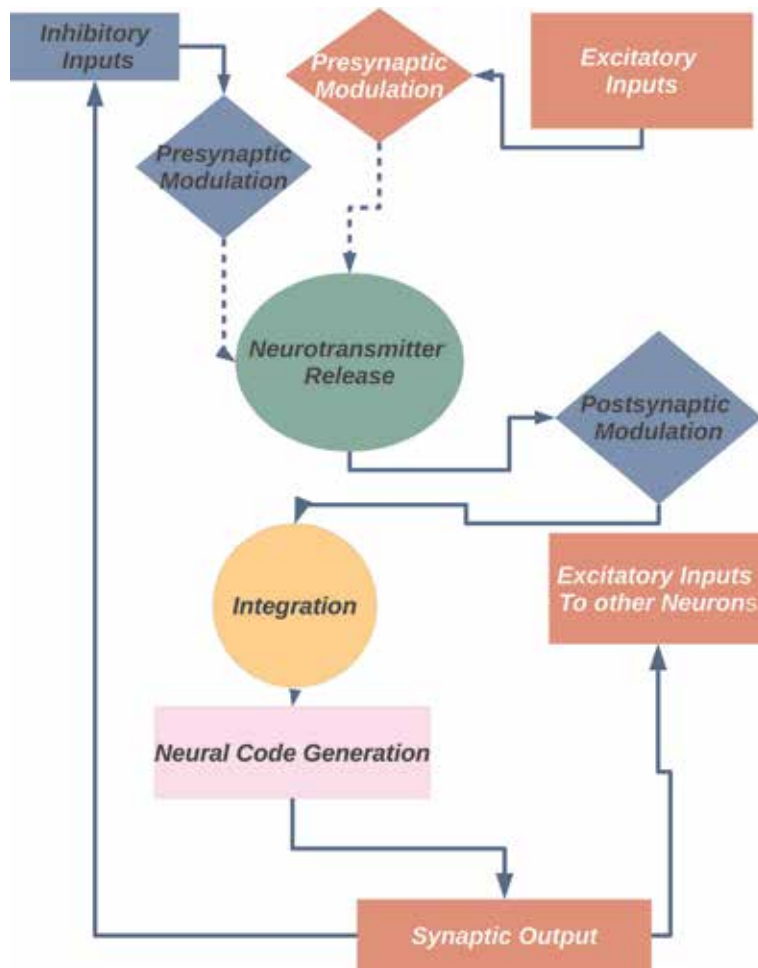 Inhibitory
Inputs
Presynaptic
Modulation
Excitatory
Inputs
Presynaptic
Modulation
Neurotransmitter
Release
Postsynaptic
Modulation
Integration
Excitatory Inputs
To other Neurons
Neural Code Generation
Synaptic Output